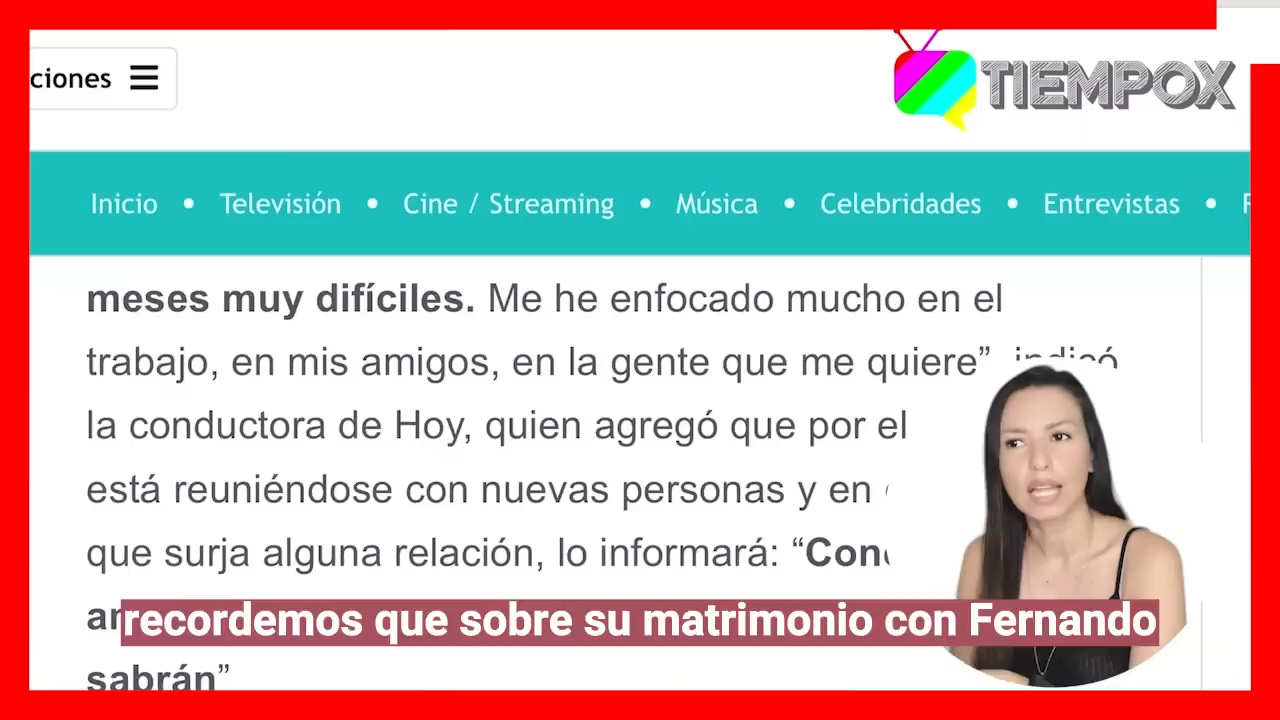 ciones
TIEMPOX
Inicio • Televisión • Cine / Streaming • Música • Celebridades • Entrevistas •
meses muy difíciles. Me he enfocado mucho en el
trabajo, en mis amigos, en la gente que me quiere”, indicó
la conductora de Hoy, quien agregó que por el
está reuniéndose con nuevas personas y en
que surja alguna relación, lo informará: “
recordemos que sobre su matrimonio con Fernando
sabrán”